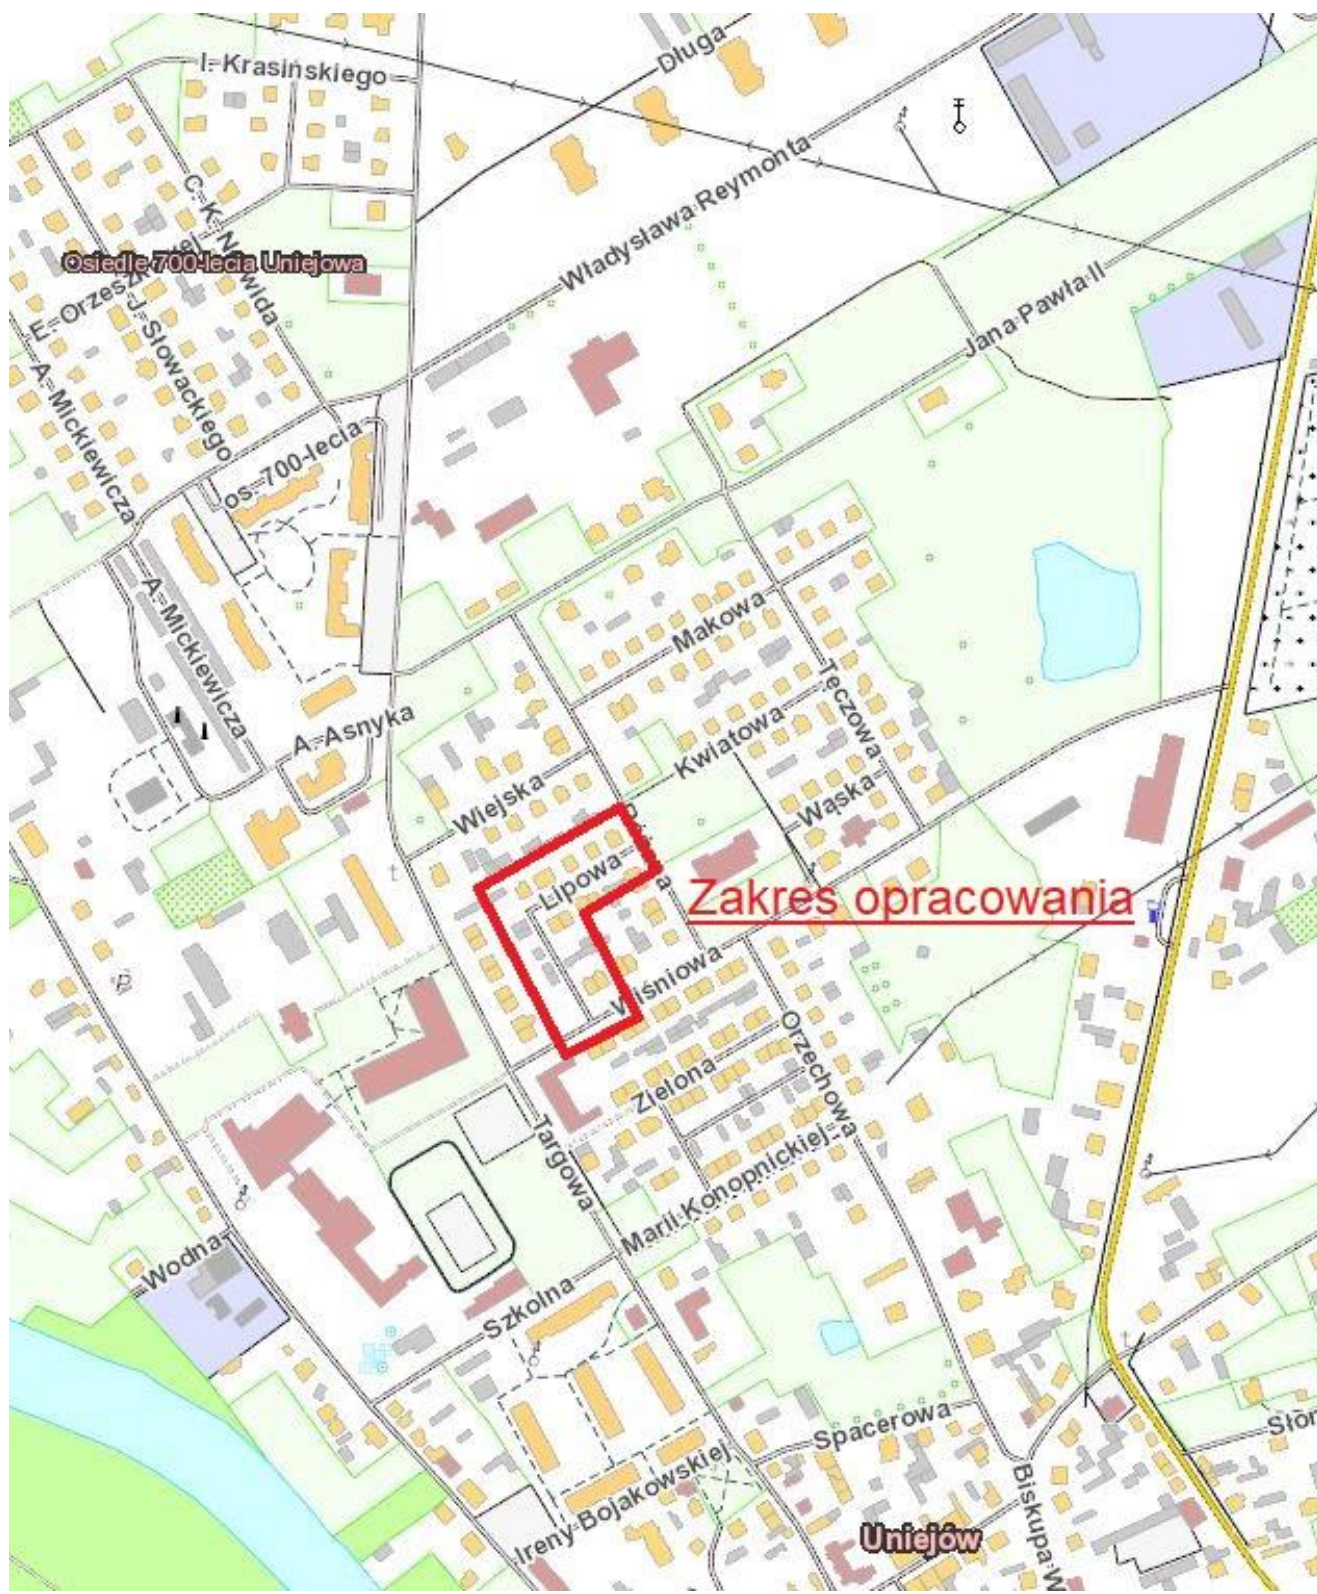 Długa
I. Krasińskiego
Władysława Reymonta
C. K. Norwida
Osiedle 700-lecia Uniejowa
E. Orzeszkowej
J. Słowackiego
Jana Pawła II
A. Mickiewicza
os. 700-lecia
A. Mickiewicza
Makowa
Tęczowa
A. Asnyka
Kwiatowa
Wiejska
Wąska
Lipowa
Zakres opracowania
Wiśniowa
Orzechowa
Zielona
Targowa
Marii Konopnickiej
Wodna
Szkolna
Spacerowa
Ireny Bojakowskiej
Biskupa W
Uniejów